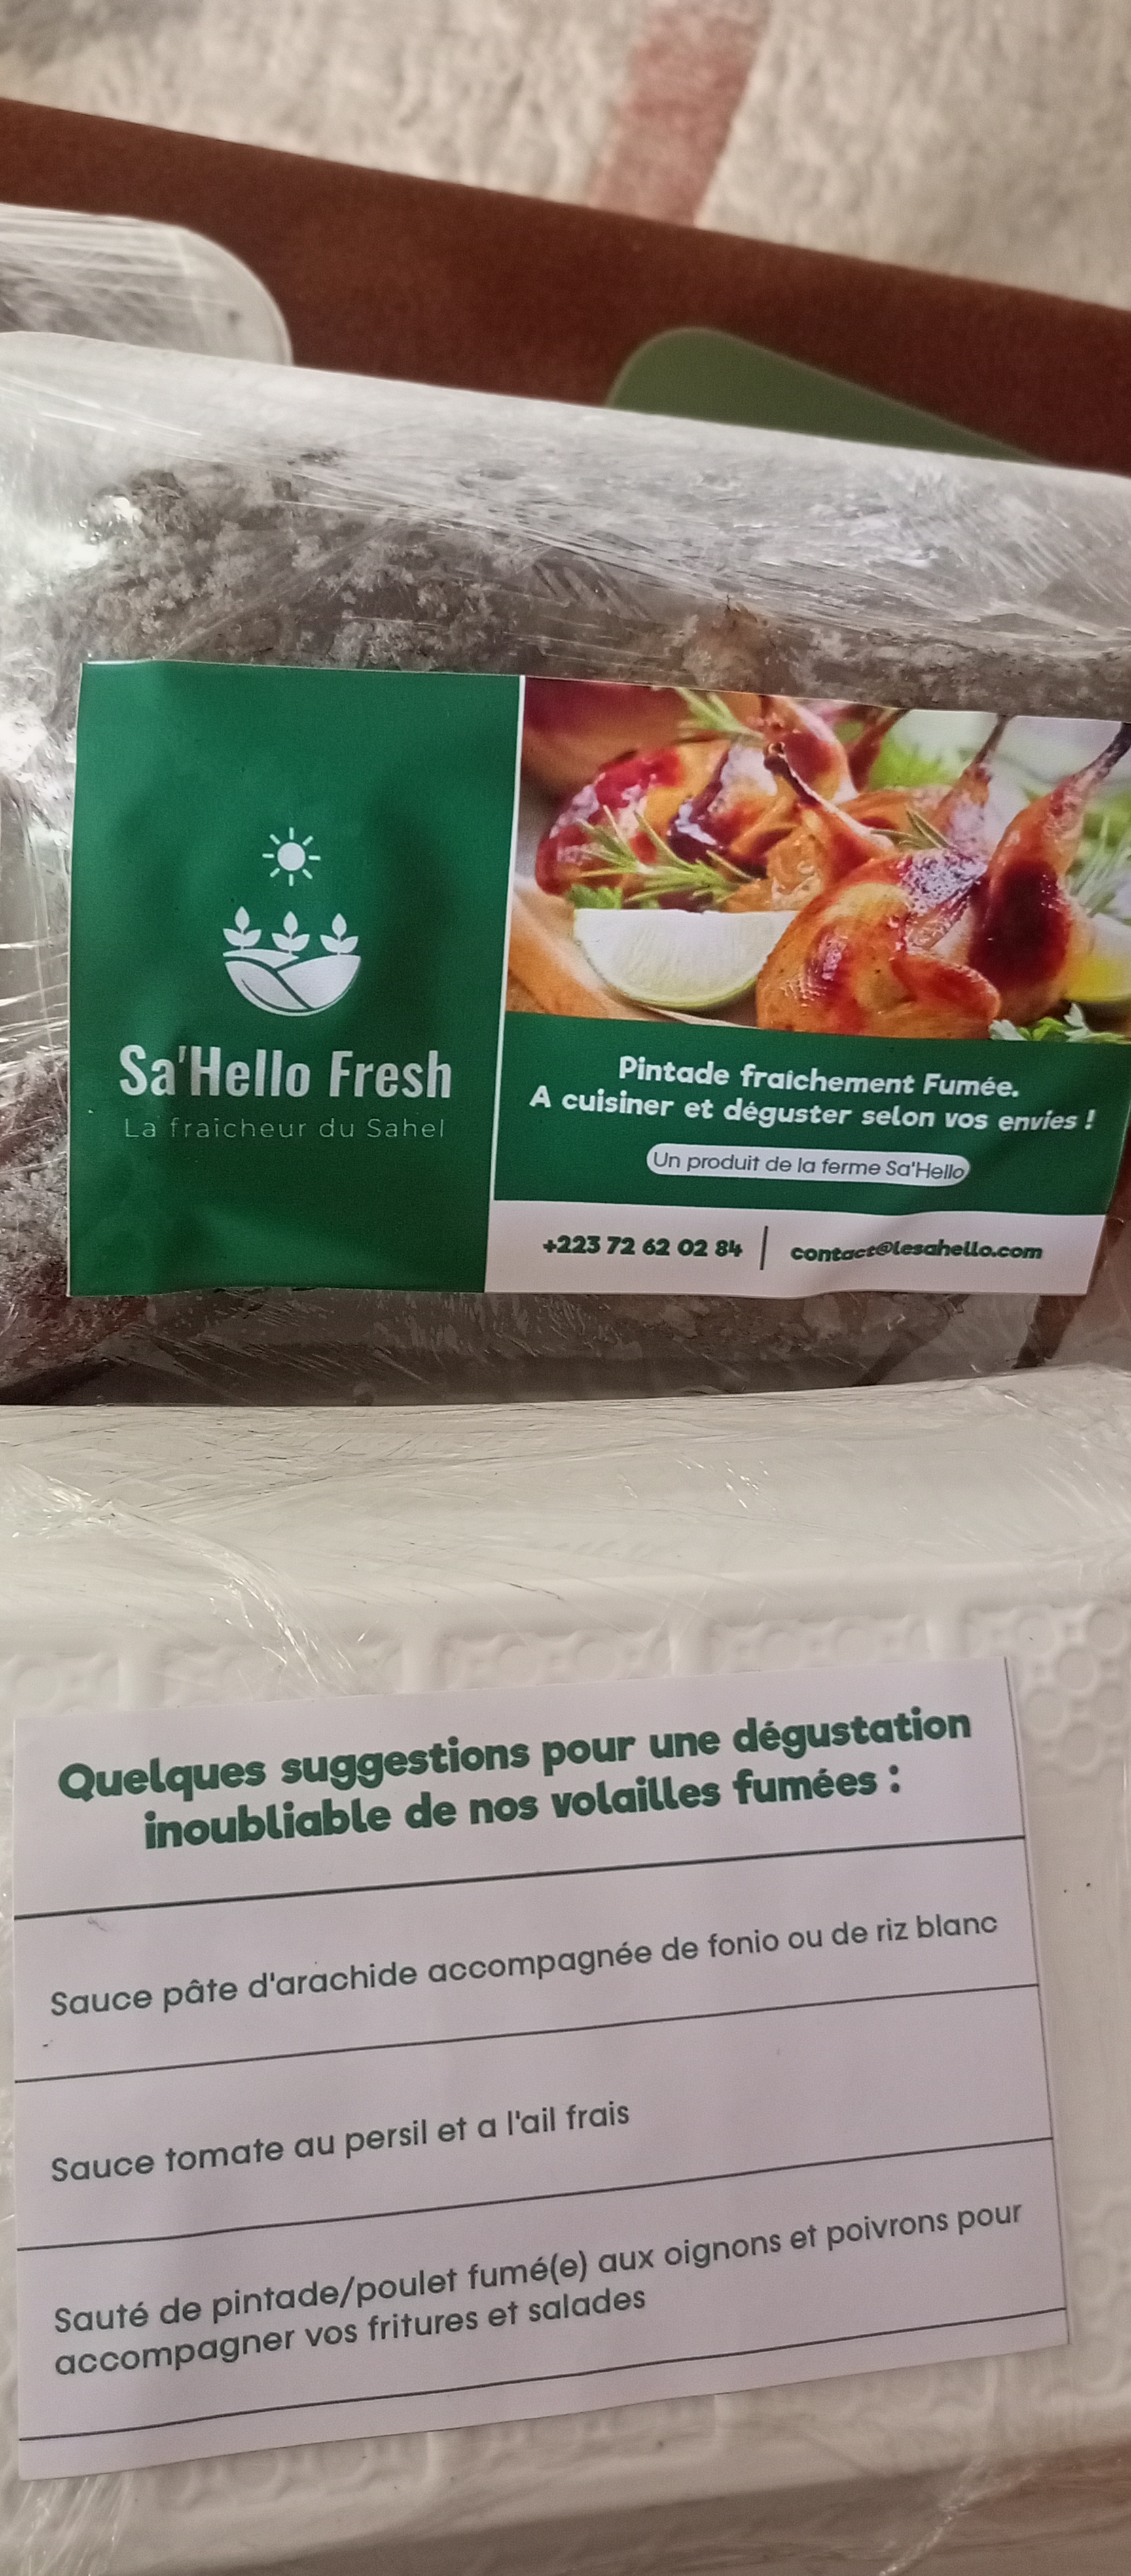 Sa'Hello Fresh
La fraîcheur du Sahel
Pintade fraîchement Fumée.
A cuisiner et déguster selon vos envies !
Un produit de la ferme Sa'Hello
+223 72 62 02 84 | contact@lesahello.com
Quelques suggestions pour une dégustation
inoubliable de nos volailles fumées :
Sauce pâte d'arachide accompagnée de fonio ou de riz blanc
Sauce tomate au persil et a l'ail frais
Sauté de pintade/poulet fumé(e) aux oignons et poivrons pour
accompagner vos fritures et salades